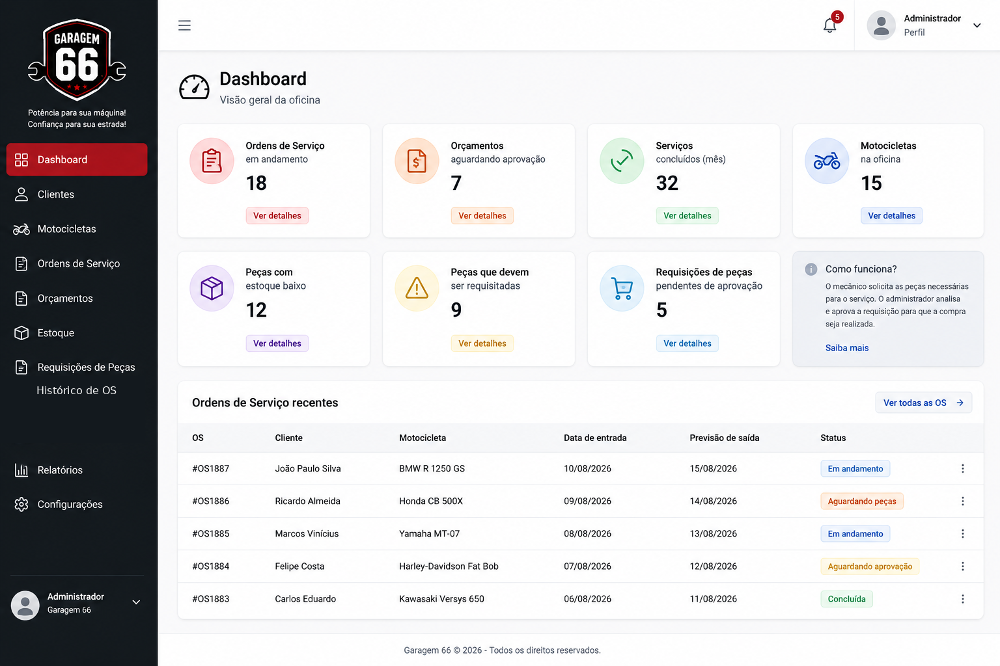 GARAGEM
66
Potência para sua máquina!
Confiança para sua estrada!
Dashboard
Clientes
Motocicletas
Ordens de Serviço
Orçamentos
Estoque
Requisições de Peças
Histórico de OS
Relatórios
Configurações
Administrador
Garagem 66
5
Administrador
Perfil
Dashboard
Visão geral da oficina
Ordens de Serviço
em andamento
18
Ver detalhes
Orçamentos
aguardando aprovação
7
Ver detalhes
Serviços
concluídos (mês)
32
Ver detalhes
Motocicletas
na oficina
15
Ver detalhes
Peças com
estoque baixo
12
Ver detalhes
Peças que devem
ser requisitadas
9
Ver detalhes
Requisições de peças
pendentes de aprovação
5
Ver detalhes
Como funciona?
O mecânico solicita as peças necessárias
para o serviço. O administrador analisa
e aprova a requisição para que a compra
seja realizada.
Saiba mais
Ordens de Serviço recentes
Ver todas as OS →
OS Cliente Motocicleta Data de entrada Previsão de saída Status
#OS1887 João Paulo Silva BMW R 1250 GS 10/08/2026 15/08/2026 Em andamento
#OS1886 Ricardo Almeida Honda CB 500X 09/08/2026 14/08/2026 Aguardando peças
#OS1885 Marcos Vinícius Yamaha MT-07 08/08/2026 13/08/2026 Em andamento
#OS1884 Felipe Costa Harley-Davidson Fat Bob 07/08/2026 12/08/2026 Aguardando aprovação
#OS1883 Carlos Eduardo Kawasaki Versys 650 06/08/2026 11/08/2026 Concluída
Garagem 66 © 2026 - Todos os direitos reservados.